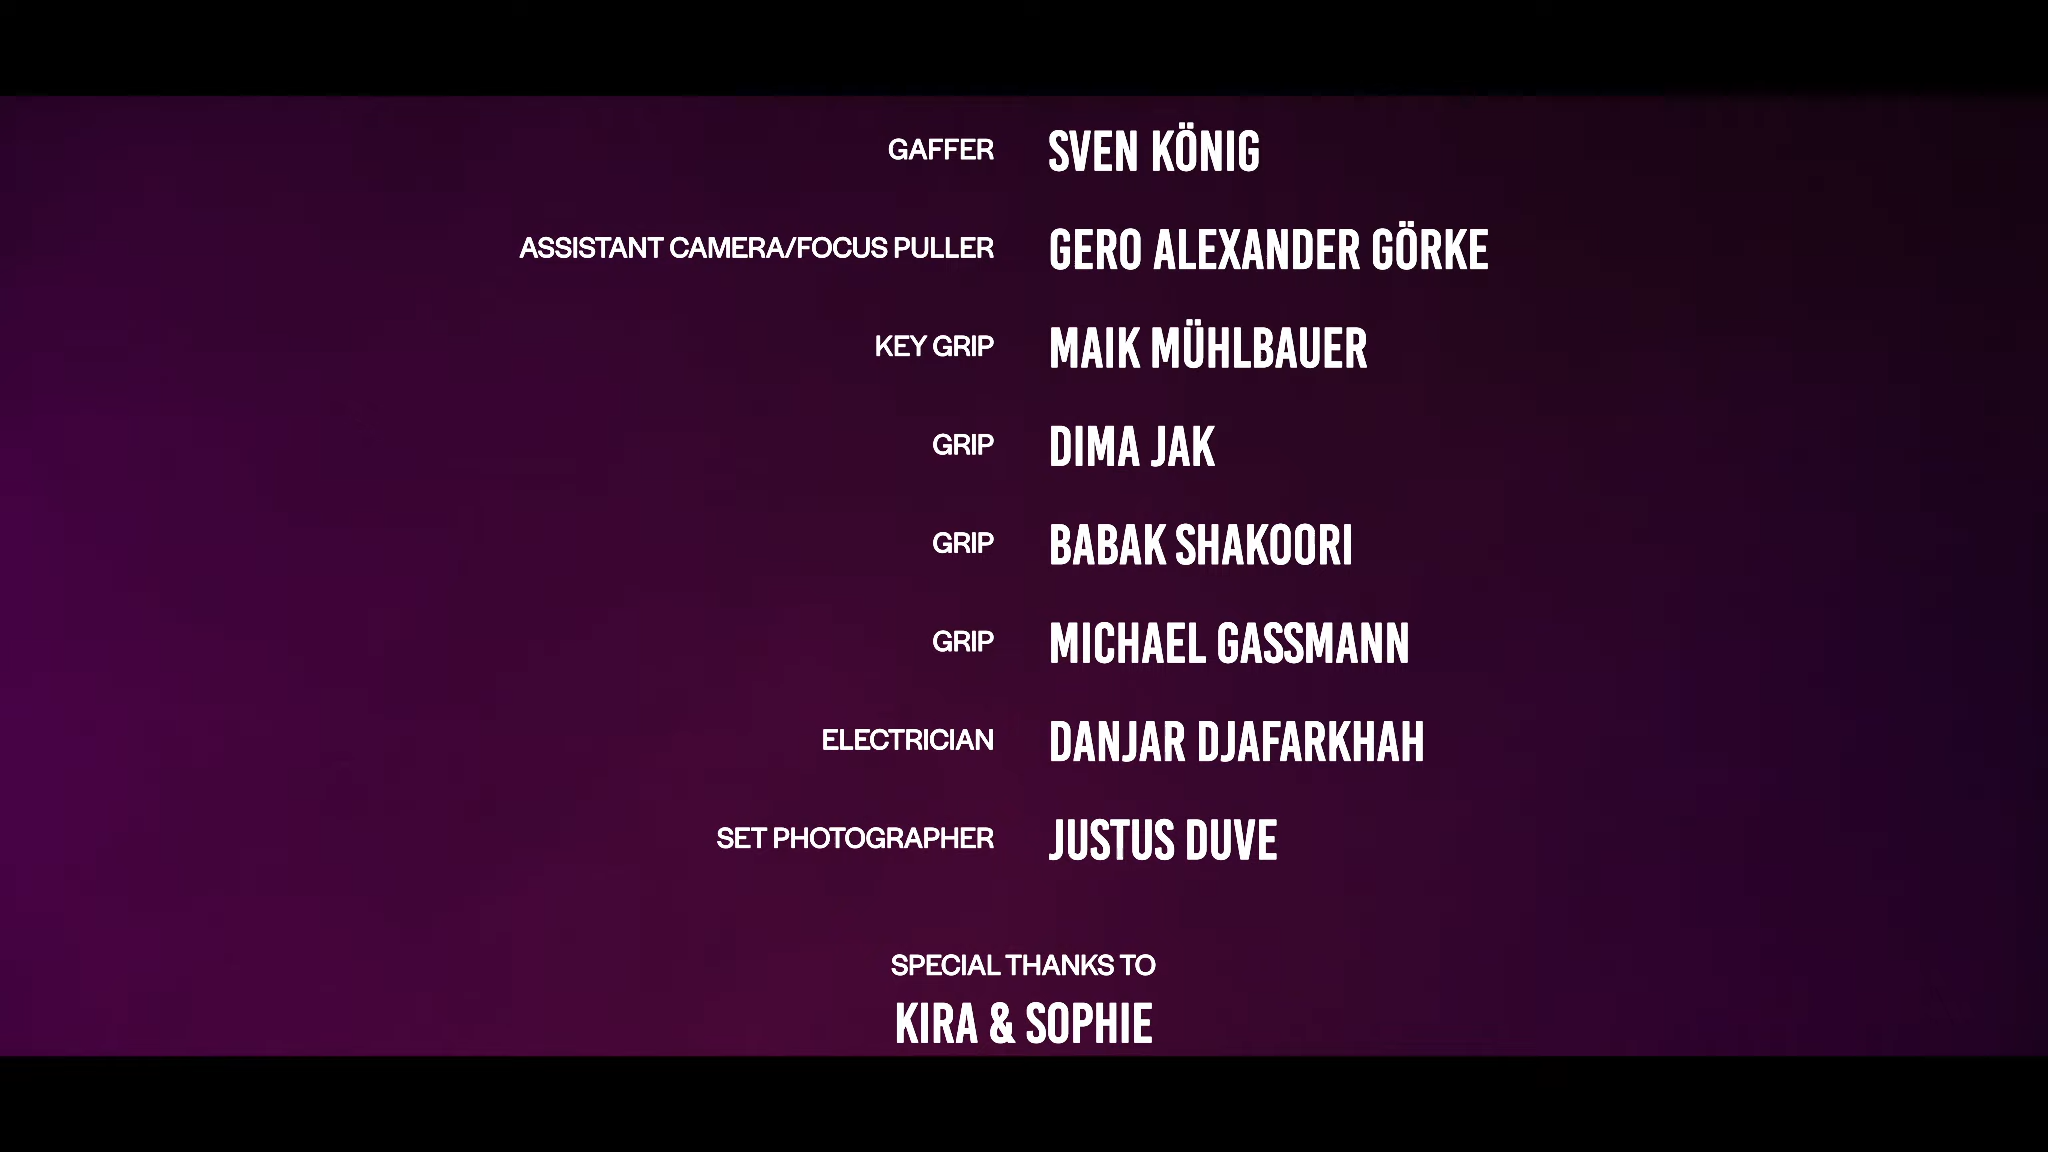 GAFFER SVEN KÖNIG
ASSISTANT CAMERA/FOCUS PULLER GERO ALEXANDER GÖRKE
KEY GRIP MAIK MÜHLBAUER
GRIP DIMA JAK
GRIP BABAK SHAKOORI
GRIP MICHAEL GASSMANN
ELECTRICIAN DANJAR DJAFARKHAH
SET PHOTOGRAPHER JUSTUS DUVE
SPECIAL THANKS TO
KIRA & SOPHIE